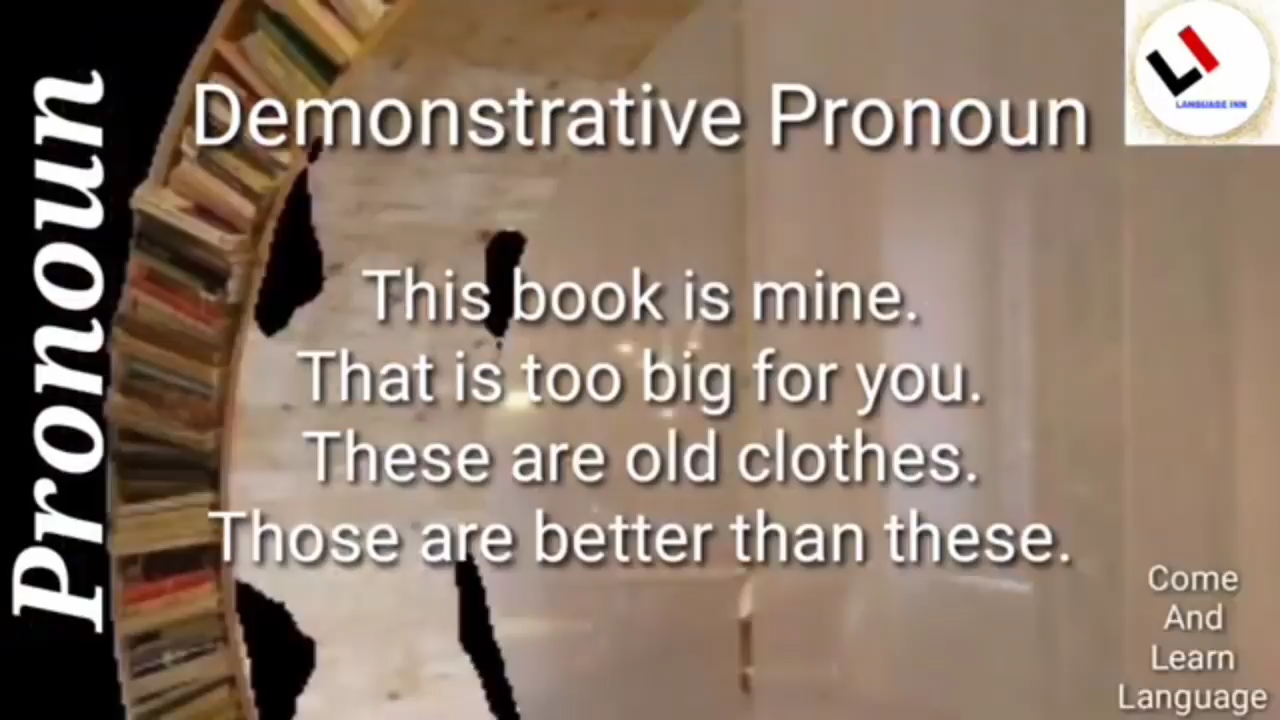 Pronoun
Demonstrative Pronoun
LANGUAGE INN
This book is mine.
That is too big for you.
These are old clothes.
Those are better than these.
Come
And
Learn
Language